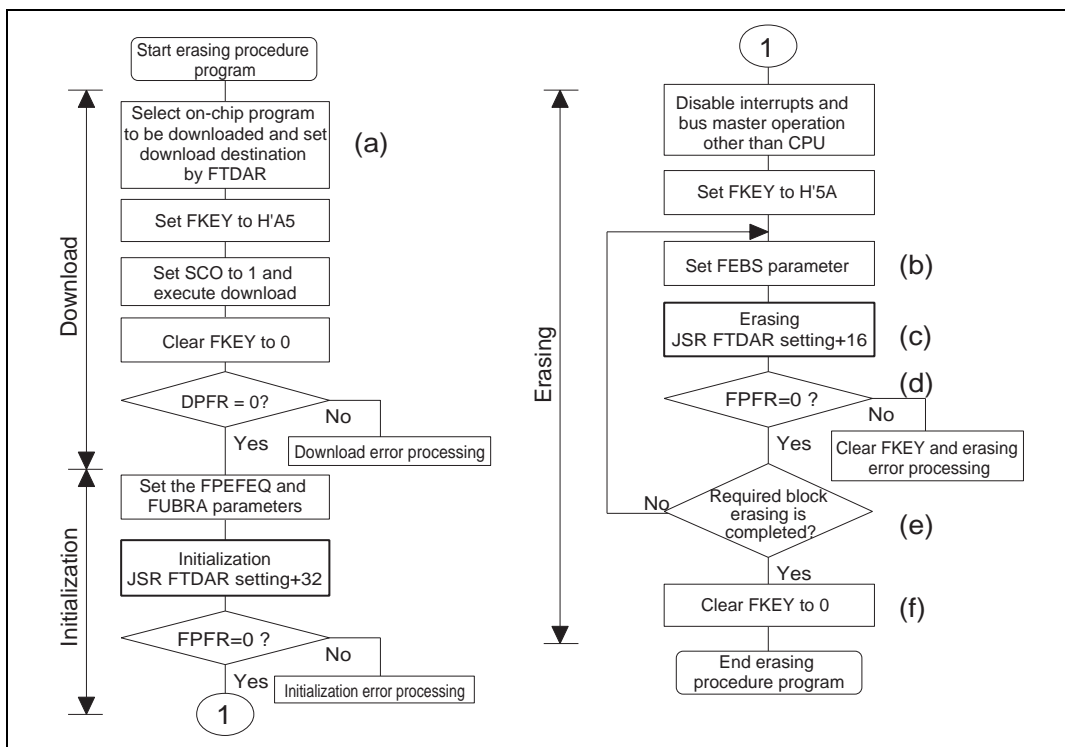 Start erasing procedure
program
Select on-chip program
to be downloaded and set
download destination
by FTDAR
(a)
Set FKEY to H'A5
Set SCO to 1 and
execute download
Clear FKEY to 0
DPFR = 0?
No
Yes
Download error processing
Download
Set the FPEFEQ and
FUBRA parameters
Initialization
JSR FTDAR setting+32
FPFR=0 ?
No
Yes
Initialization error processing
Initialization
1
1
Disable interrupts and
bus master operation
other than CPU
Set FKEY to H'5A
Set FEBS parameter
(b)
Erasing
JSR FTDAR setting+16
(c)
(d)
FPFR=0 ?
No
Yes
Clear FKEY and erasing
error processing
Erasing
No
Required block
erasing is
completed?
(e)
Yes
Clear FKEY to 0
(f)
End erasing
procedure program